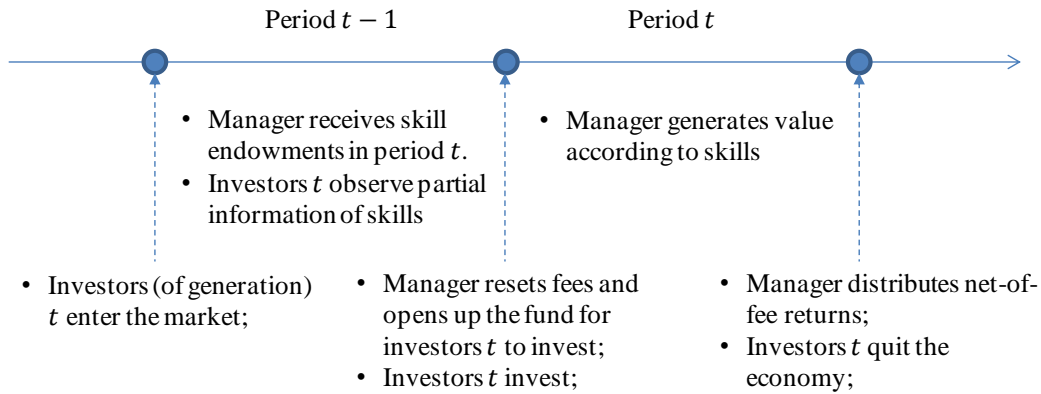 Period t − 1
Period t
• Manager receives skill
endowments in period t.
• Investors t observe partial
information of skills
• Manager generates value
according to skills
• Investors (of generation)
t enter the market;
• Manager resets fees and
opens up the fund for
investors t to invest;
• Investors t invest;
• Manager distributes net-of-
fee returns;
• Investors t quit the
economy;